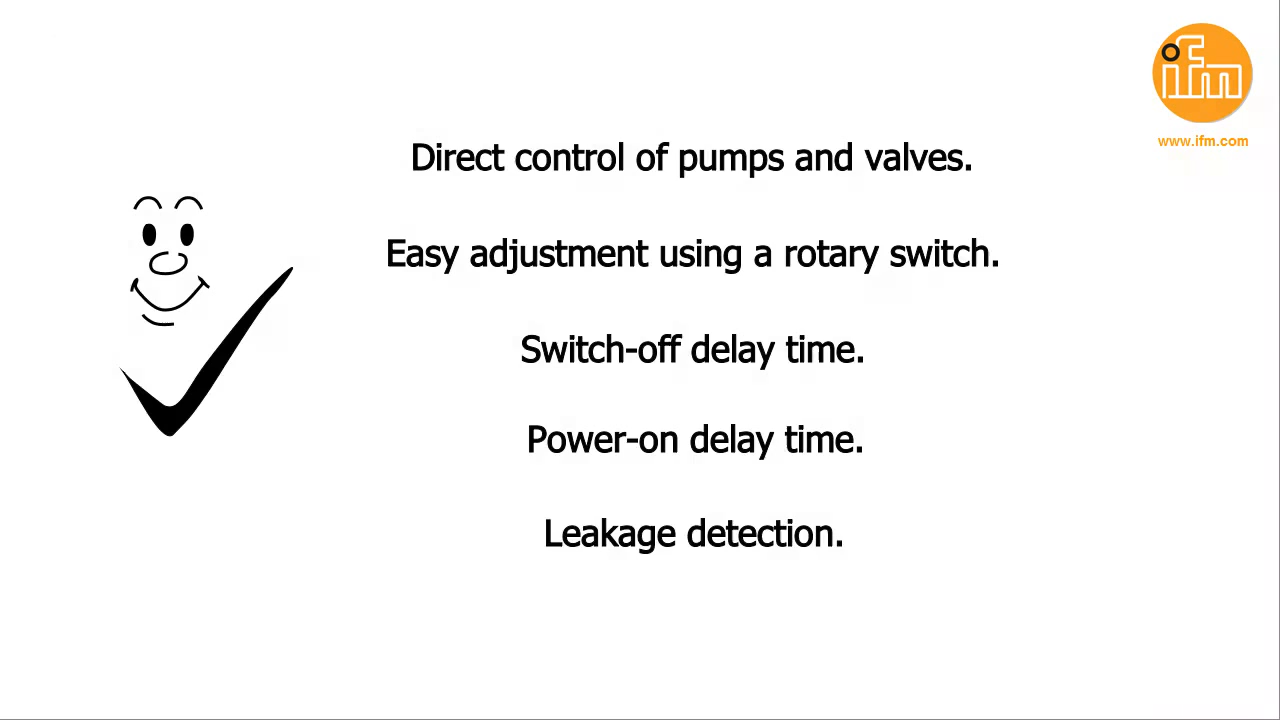 ifm
www.ifm.com
Direct control of pumps and valves.
Easy adjustment using a rotary switch.
Switch-off delay time.
Power-on delay time.
Leakage detection.